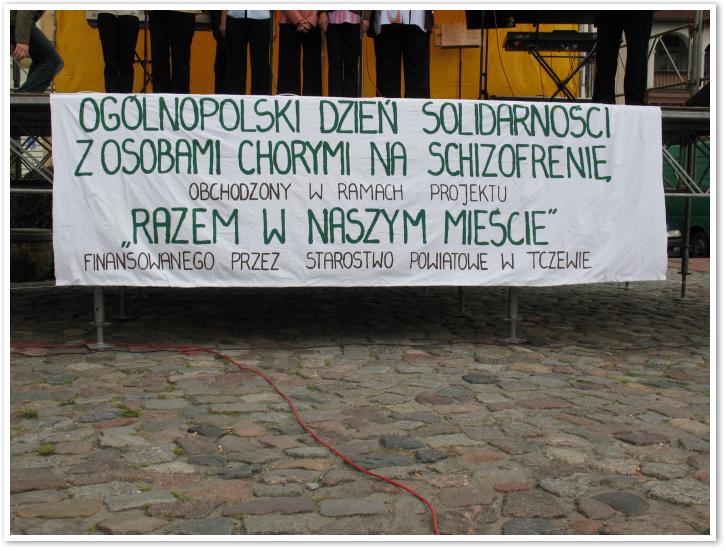 OGÓLNOPOLSKI DZIEŃ SOLIDARNOŚCI
Z OSOBAMI CHORYMI NA SCHIZOFRENIĘ,
OBCHODZONY W RAMACH PROJEKTU
„RAZEM W NASZYM MIEŚCIE”
FINANSOWANEGO PRZEZ STAROSTWO POWIATOWE W TCZEWIE